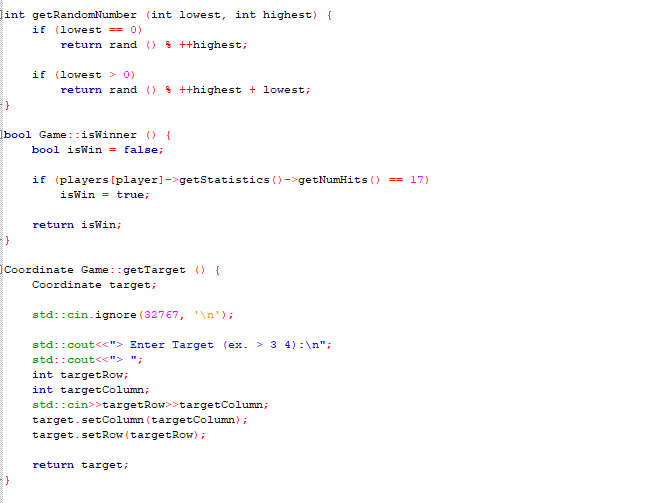 int getRandomNumber (int lowest, int highest) {
if (lowest == 0)
return rand () % ++highest;
if (lowest > 0)
return rand () % ++highest + lowest;
}
bool Game::isWinner () {
bool isWin = false;
if (players[player]->getStatistics()->getNumHits() == 17)
isWin = true;
return isWin;
}
Coordinate Game::getTarget () {
Coordinate target;
std::cin.ignore(32767, '\n');
std::cout<<"> Enter Target (ex. > 3 4):\n";
std::cout<<"> ";
int targetRow;
int targetColumn;
std::cin>>targetRow>>targetColumn;
target.setColumn(targetColumn);
target.setRow(targetRow);
return target;
}